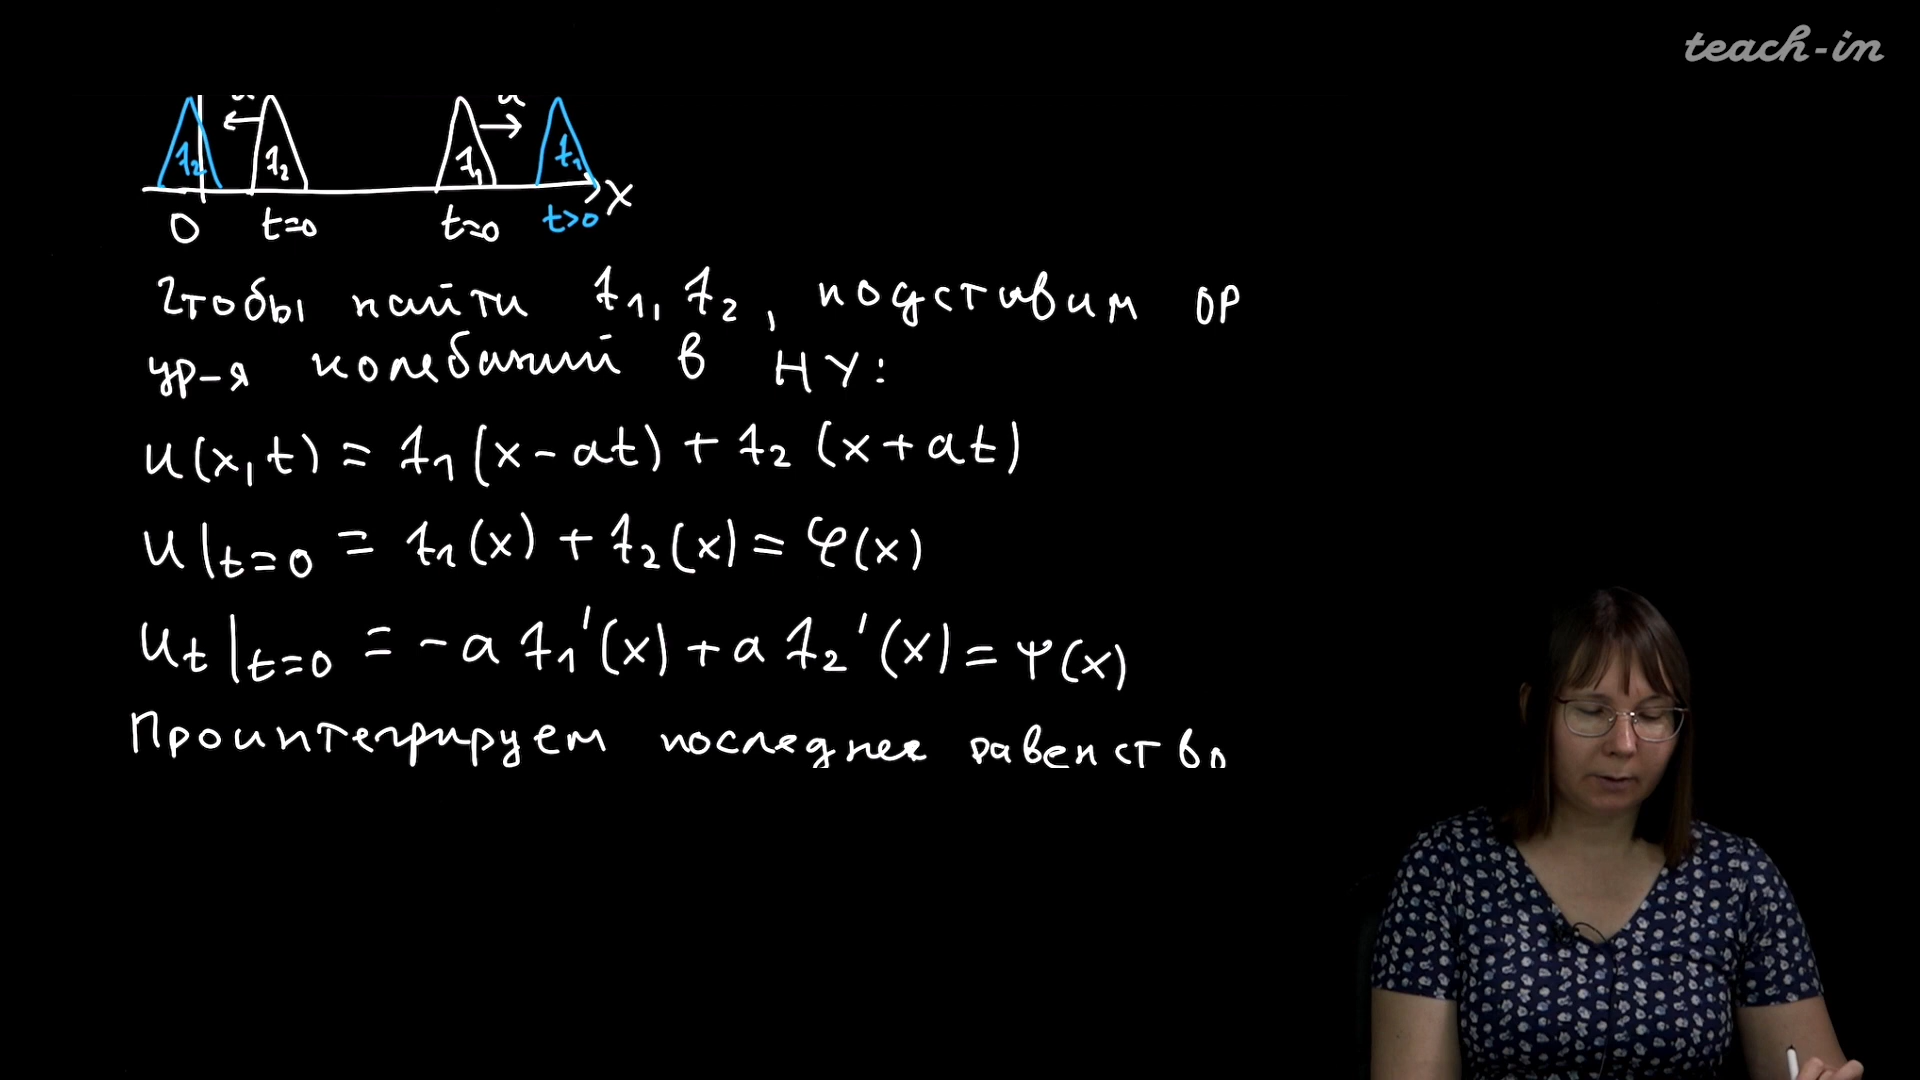 teach-in
a a
f₂ f₂ f₁ f₁
x
0 t=0 t=0 t>0
Чтобы найти f₁, f₂, подставим ОР
ур-я колебаний в НУ:
u(x,t) = f₁(x-at) + f₂(x+at)
u|t=0 = f₁(x) + f₂(x) = φ(x)
ut|t=0 = -a f₁'(x) + a f₂'(x) = ψ(x)
Проинтегрируем последнее равенство